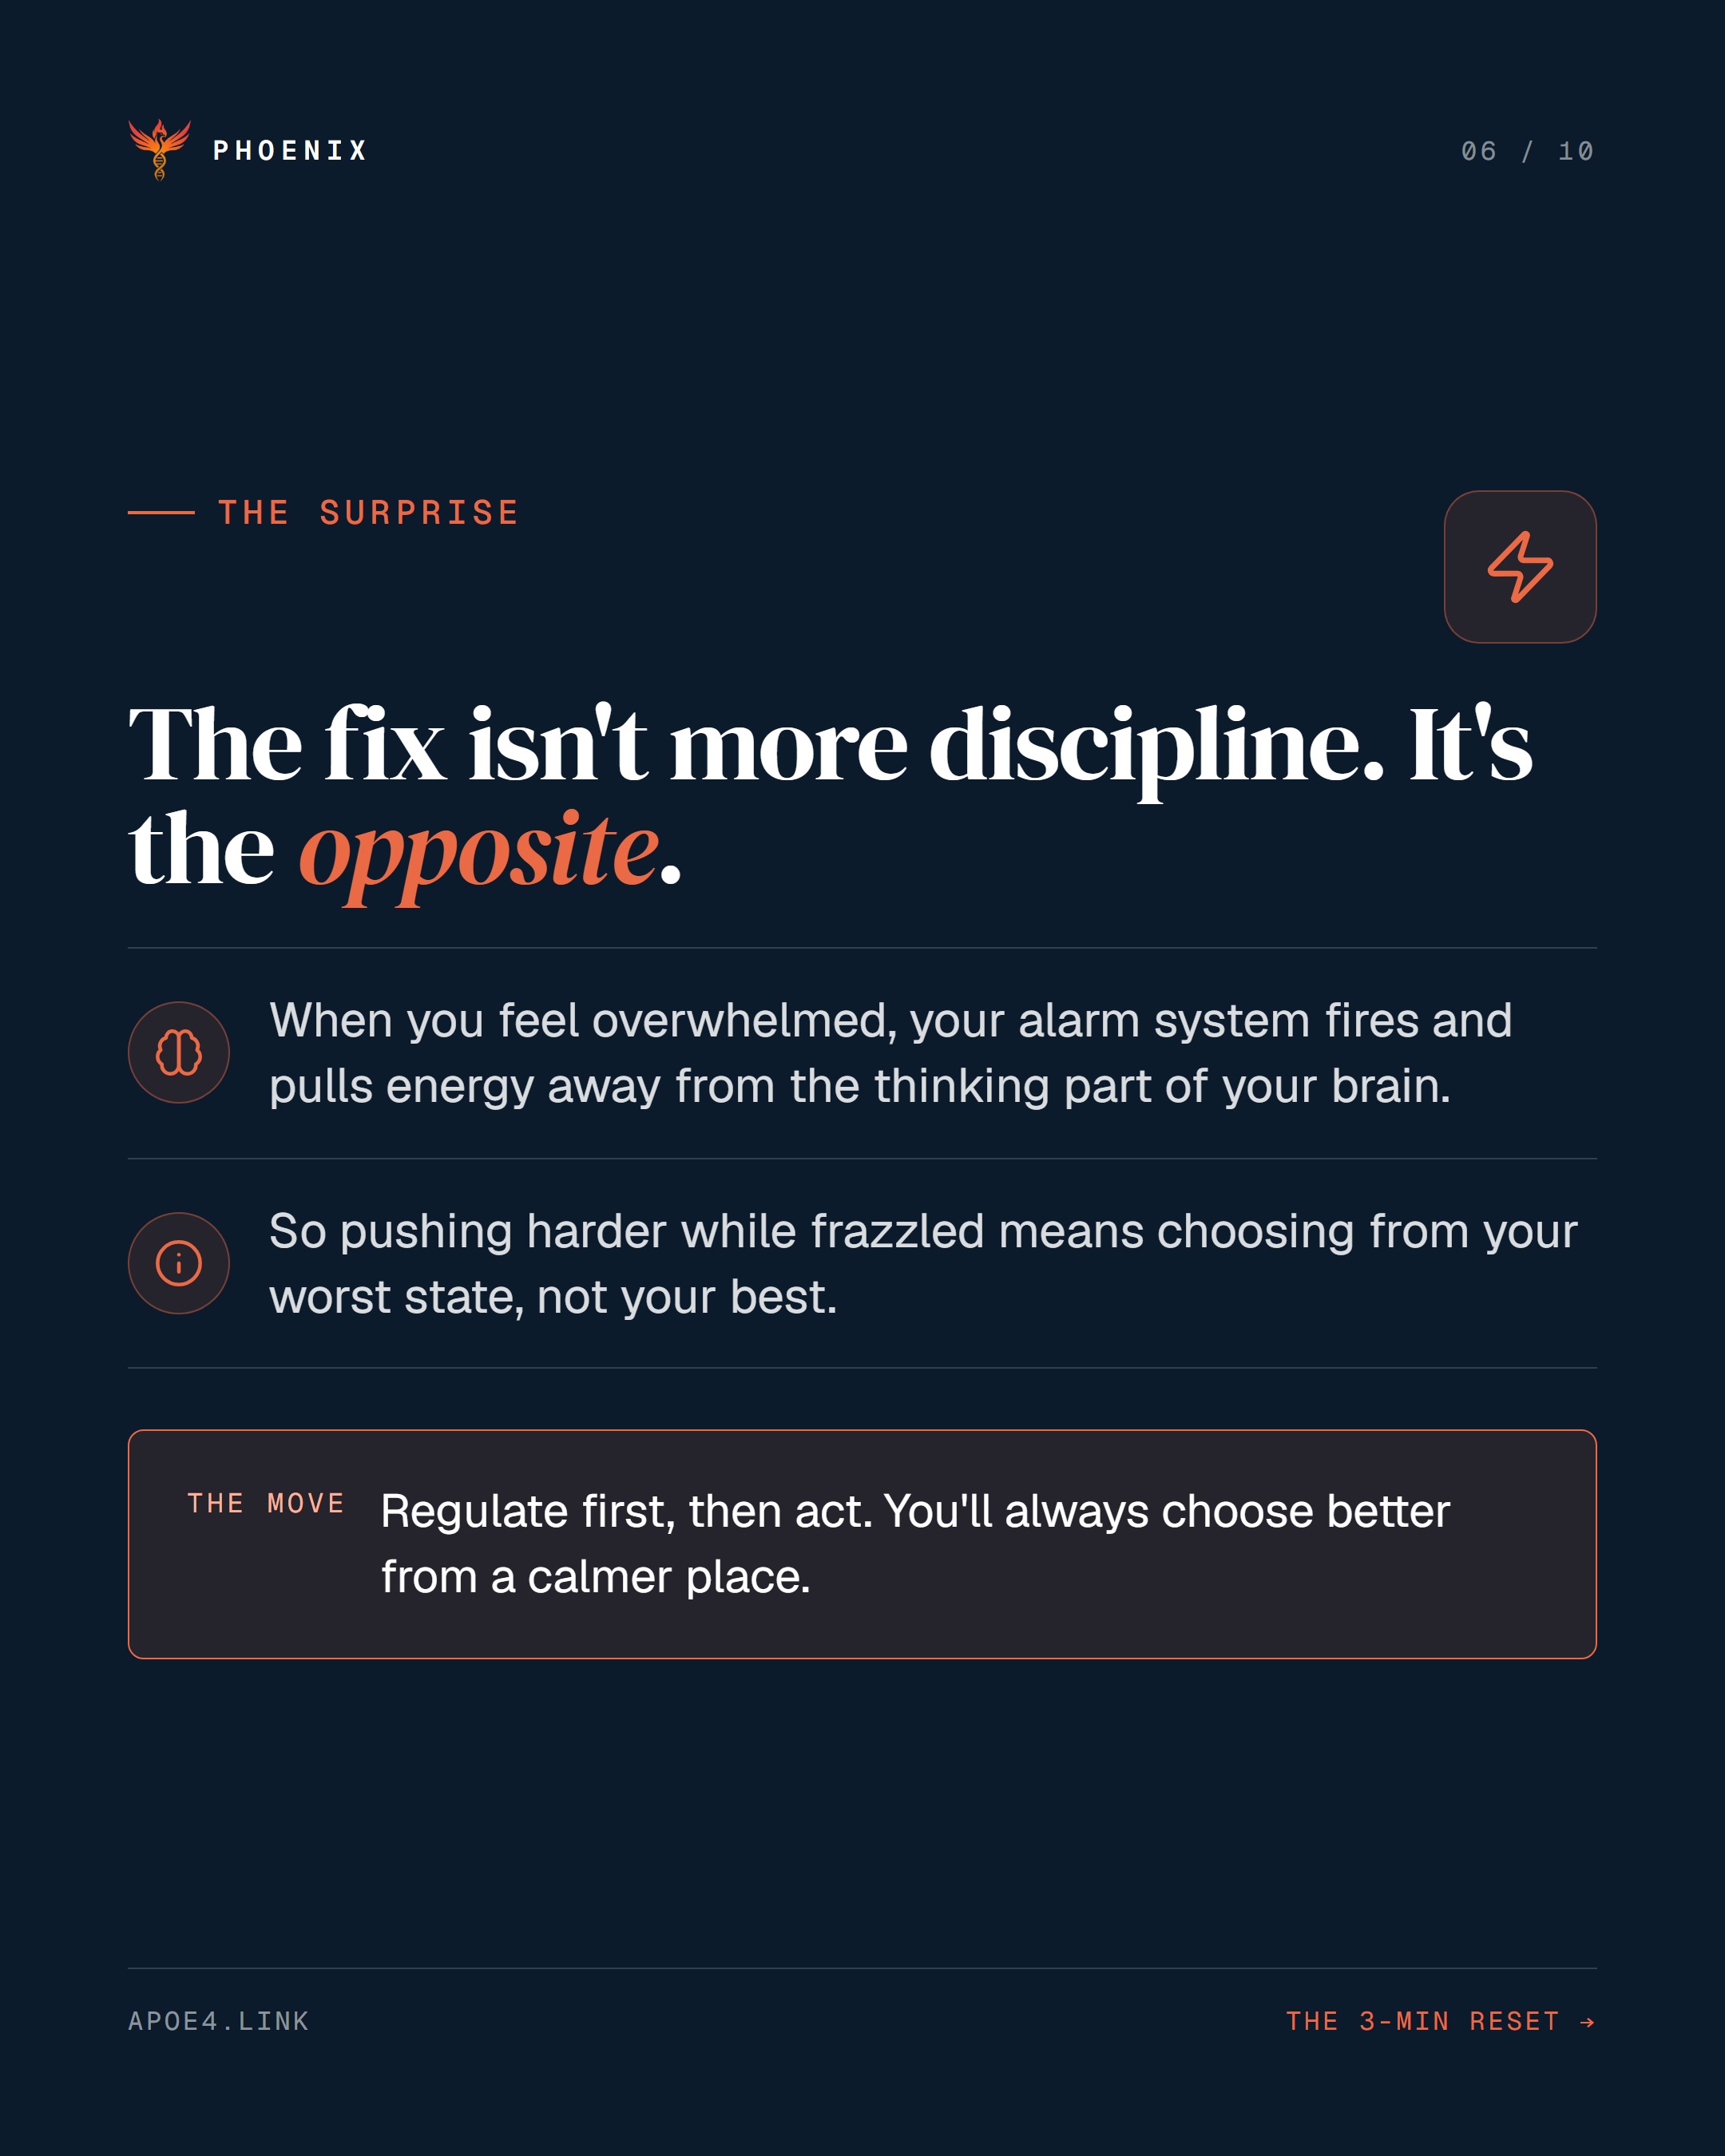 PHOENIX
06 / 10
THE SURPRISE
The fix isn't more discipline. It's
the opposite.
When you feel overwhelmed, your alarm system fires and
pulls energy away from the thinking part of your brain.
So pushing harder while frazzled means choosing from your
worst state, not your best.
THE MOVE
Regulate first, then act. You'll always choose better
from a calmer place.
APOE4.LINK
THE 3-MIN RESET →